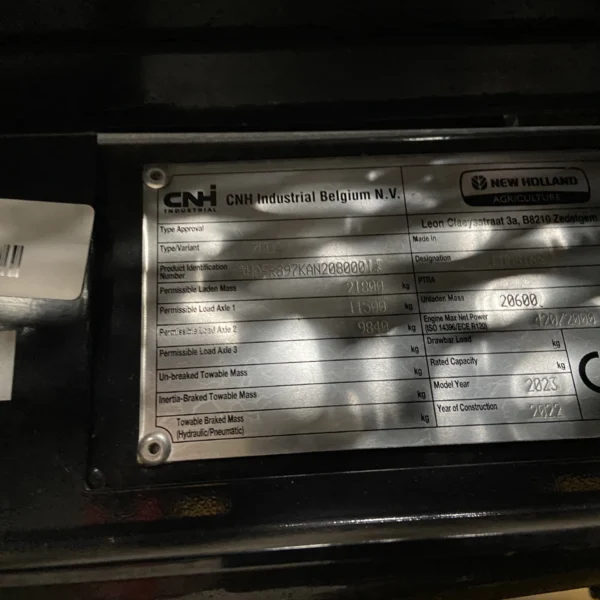 CNH INDUSTRIAL
CNH Industrial Belgium N.V.
NEW HOLLAND
AGRICULTURE
Leon Claeysstraat 3a, B8210 Zedelgem
Type Approval
Made in
Type/Variant
Designation
Product Identification Number
PTMA
Permissible Laden Mass 21800 kg
Unladen Mass 20600
Permissible Load Axle 1 11500 kg
Engine Max Net Power (ISO 14396/ECE R120) 420/2000
Permissible Load Axle 2 9840 kg
Drawbar Load kg
Permissible Load Axle 3 kg
Rated Capacity kg
Un-braked Towable Mass kg
Model Year 2023
Inertia-Braked Towable Mass kg
Year of Construction 2022
Towable Braked Mass (Hydraulic/Pneumatic) kg